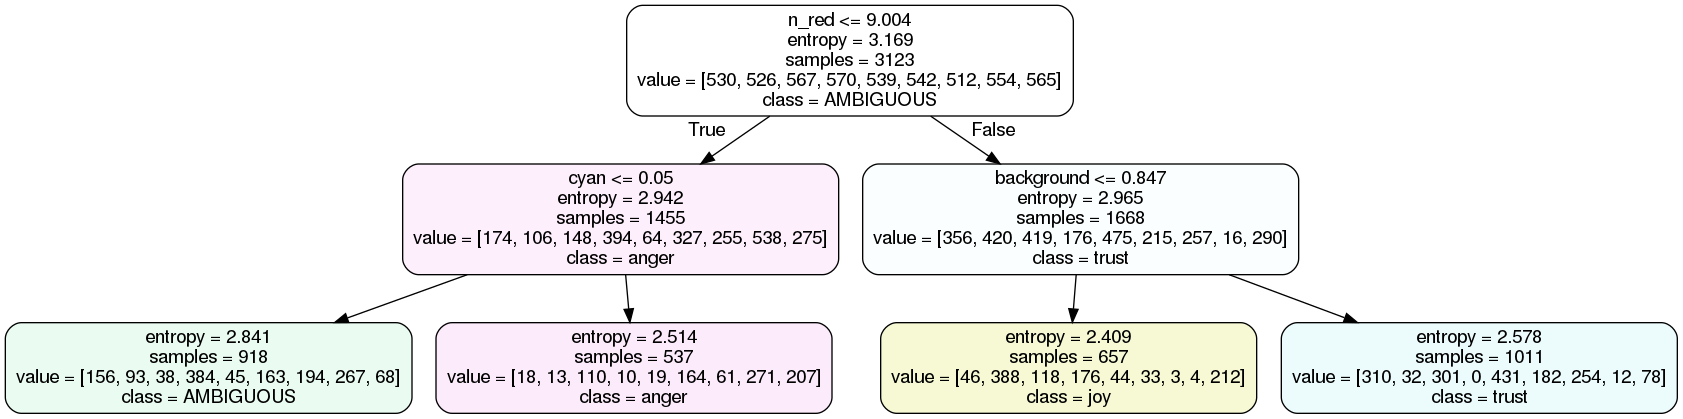 n_red <= 9.004
entropy = 3.169
samples = 3123
value = [530, 526, 567, 570, 539, 542, 512, 554, 565]
class = AMBIGUOUS
True
False
cyan <= 0.05
entropy = 2.942
samples = 1455
value = [174, 106, 148, 394, 64, 327, 255, 538, 275]
class = anger
background <= 0.847
entropy = 2.965
samples = 1668
value = [356, 420, 419, 176, 475, 215, 257, 16, 290]
class = trust
entropy = 2.841
samples = 918
value = [156, 93, 38, 384, 45, 163, 194, 267, 68]
class = AMBIGUOUS
entropy = 2.514
samples = 537
value = [18, 13, 110, 10, 19, 164, 61, 271, 207]
class = anger
entropy = 2.409
samples = 657
value = [46, 388, 118, 176, 44, 33, 3, 4, 212]
class = joy
entropy = 2.578
samples = 1011
value = [310, 32, 301, 0, 431, 182, 254, 12, 78]
class = trust